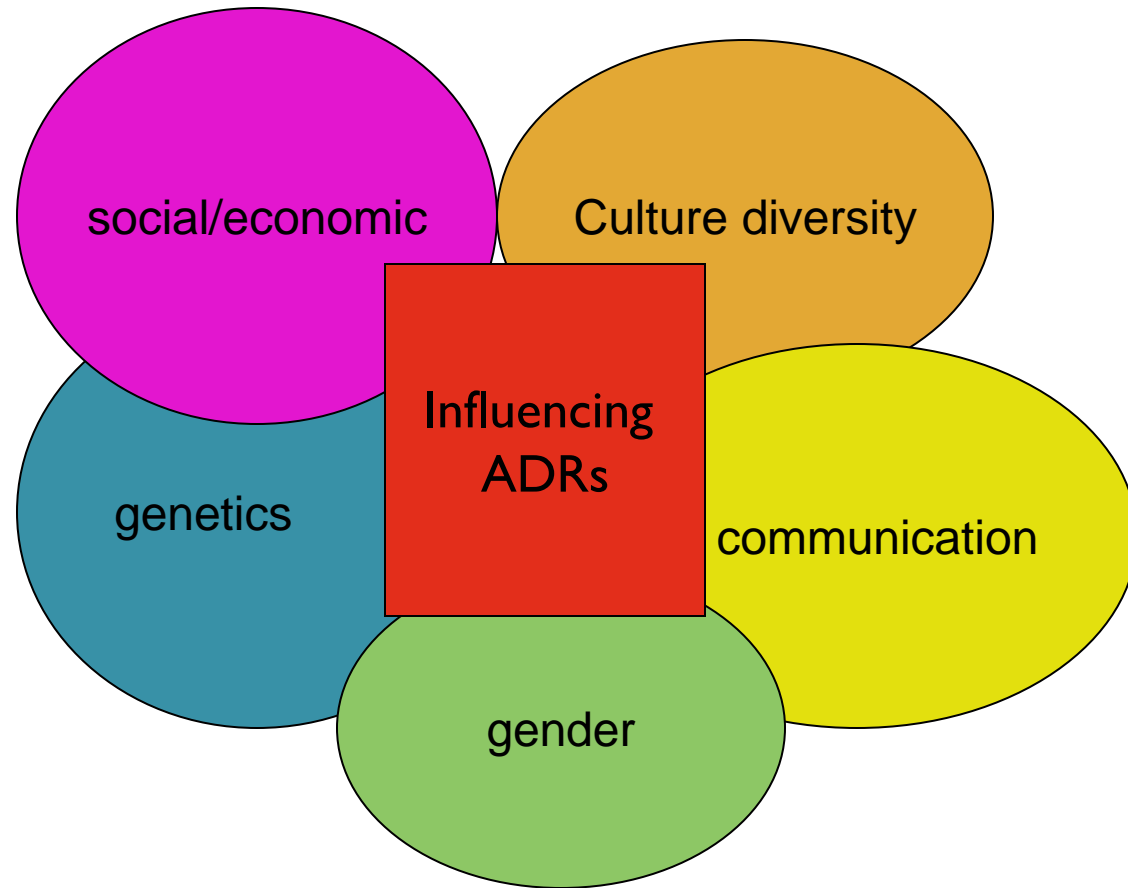 social/economic
Culture diversity
Influencing
ADRs
genetics
communication
gender